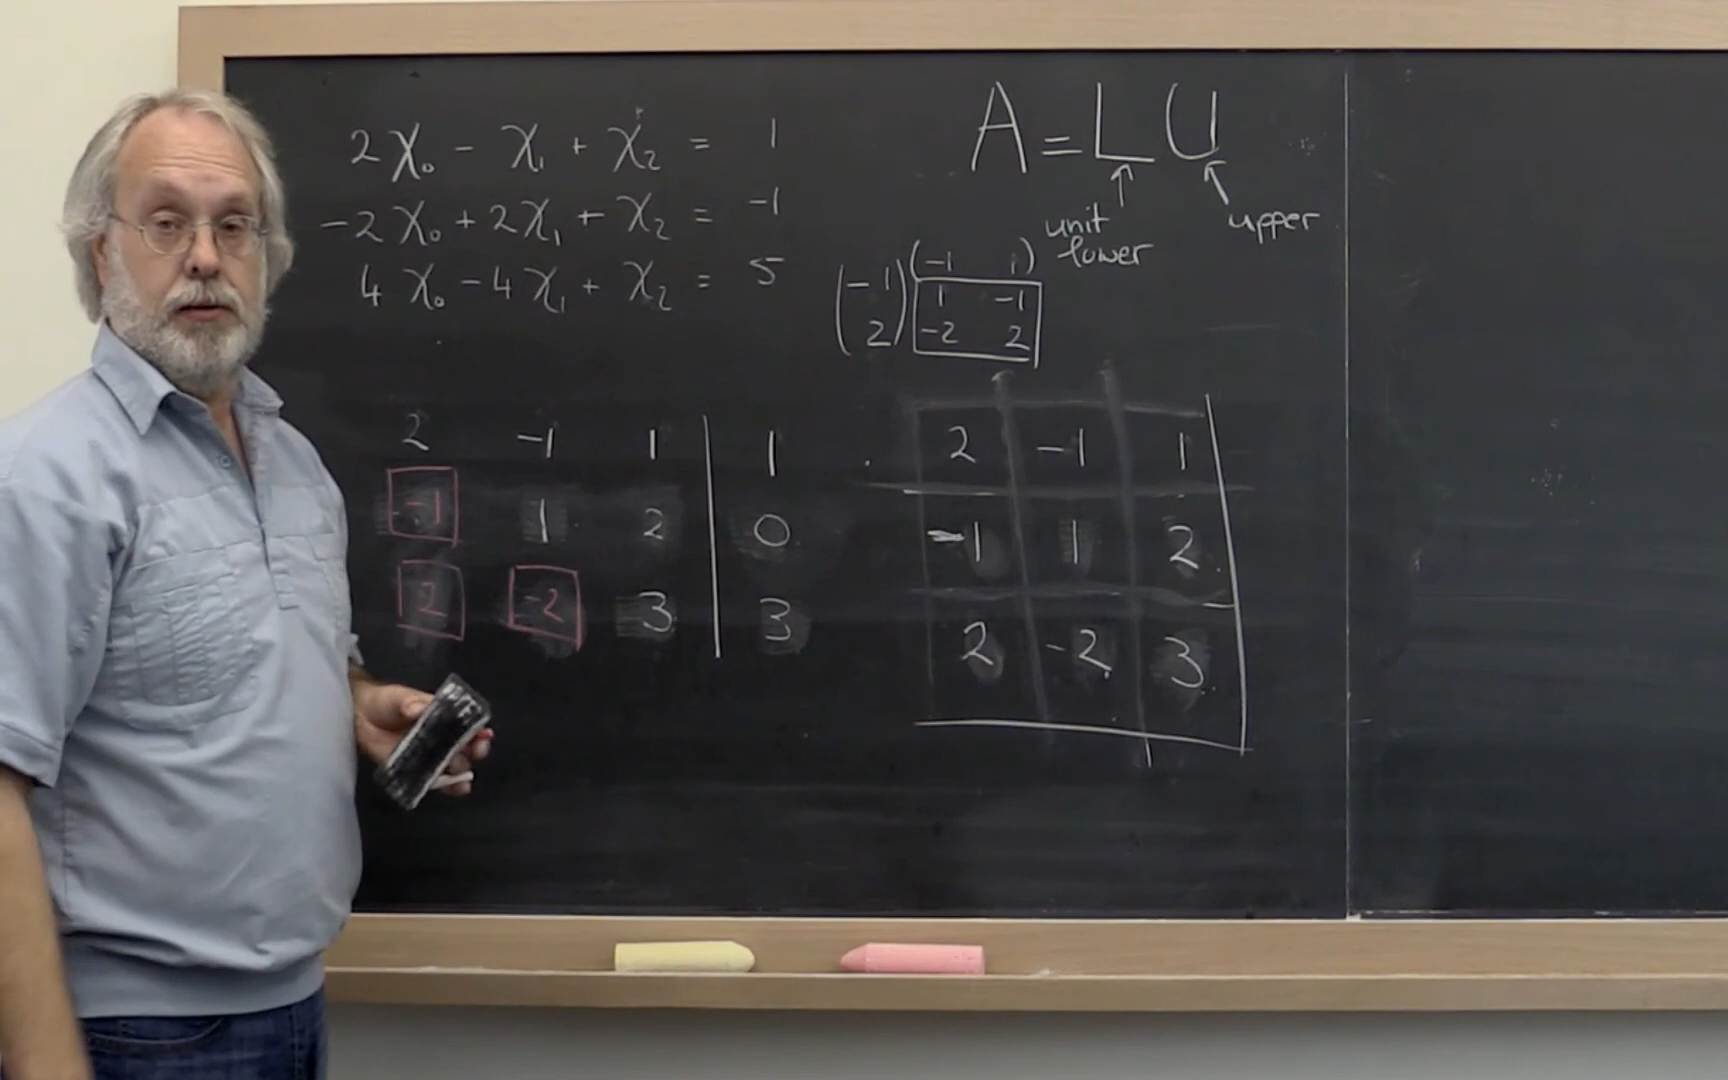 2χ₀ - χ₁ + χ₂ = 1
-2χ₀ + 2χ₁ + χ₂ = -1
4χ₀ - 4χ₁ + χ₂ = 5
2 -1 1 | 1
-1 1 2 | 0
2 -2 3 | 3
A = L U
unit lower
upper
(-1 1)
(-1 2)
1 -1
-2 2
2 -1 1
-1 1 2
2 -2 3